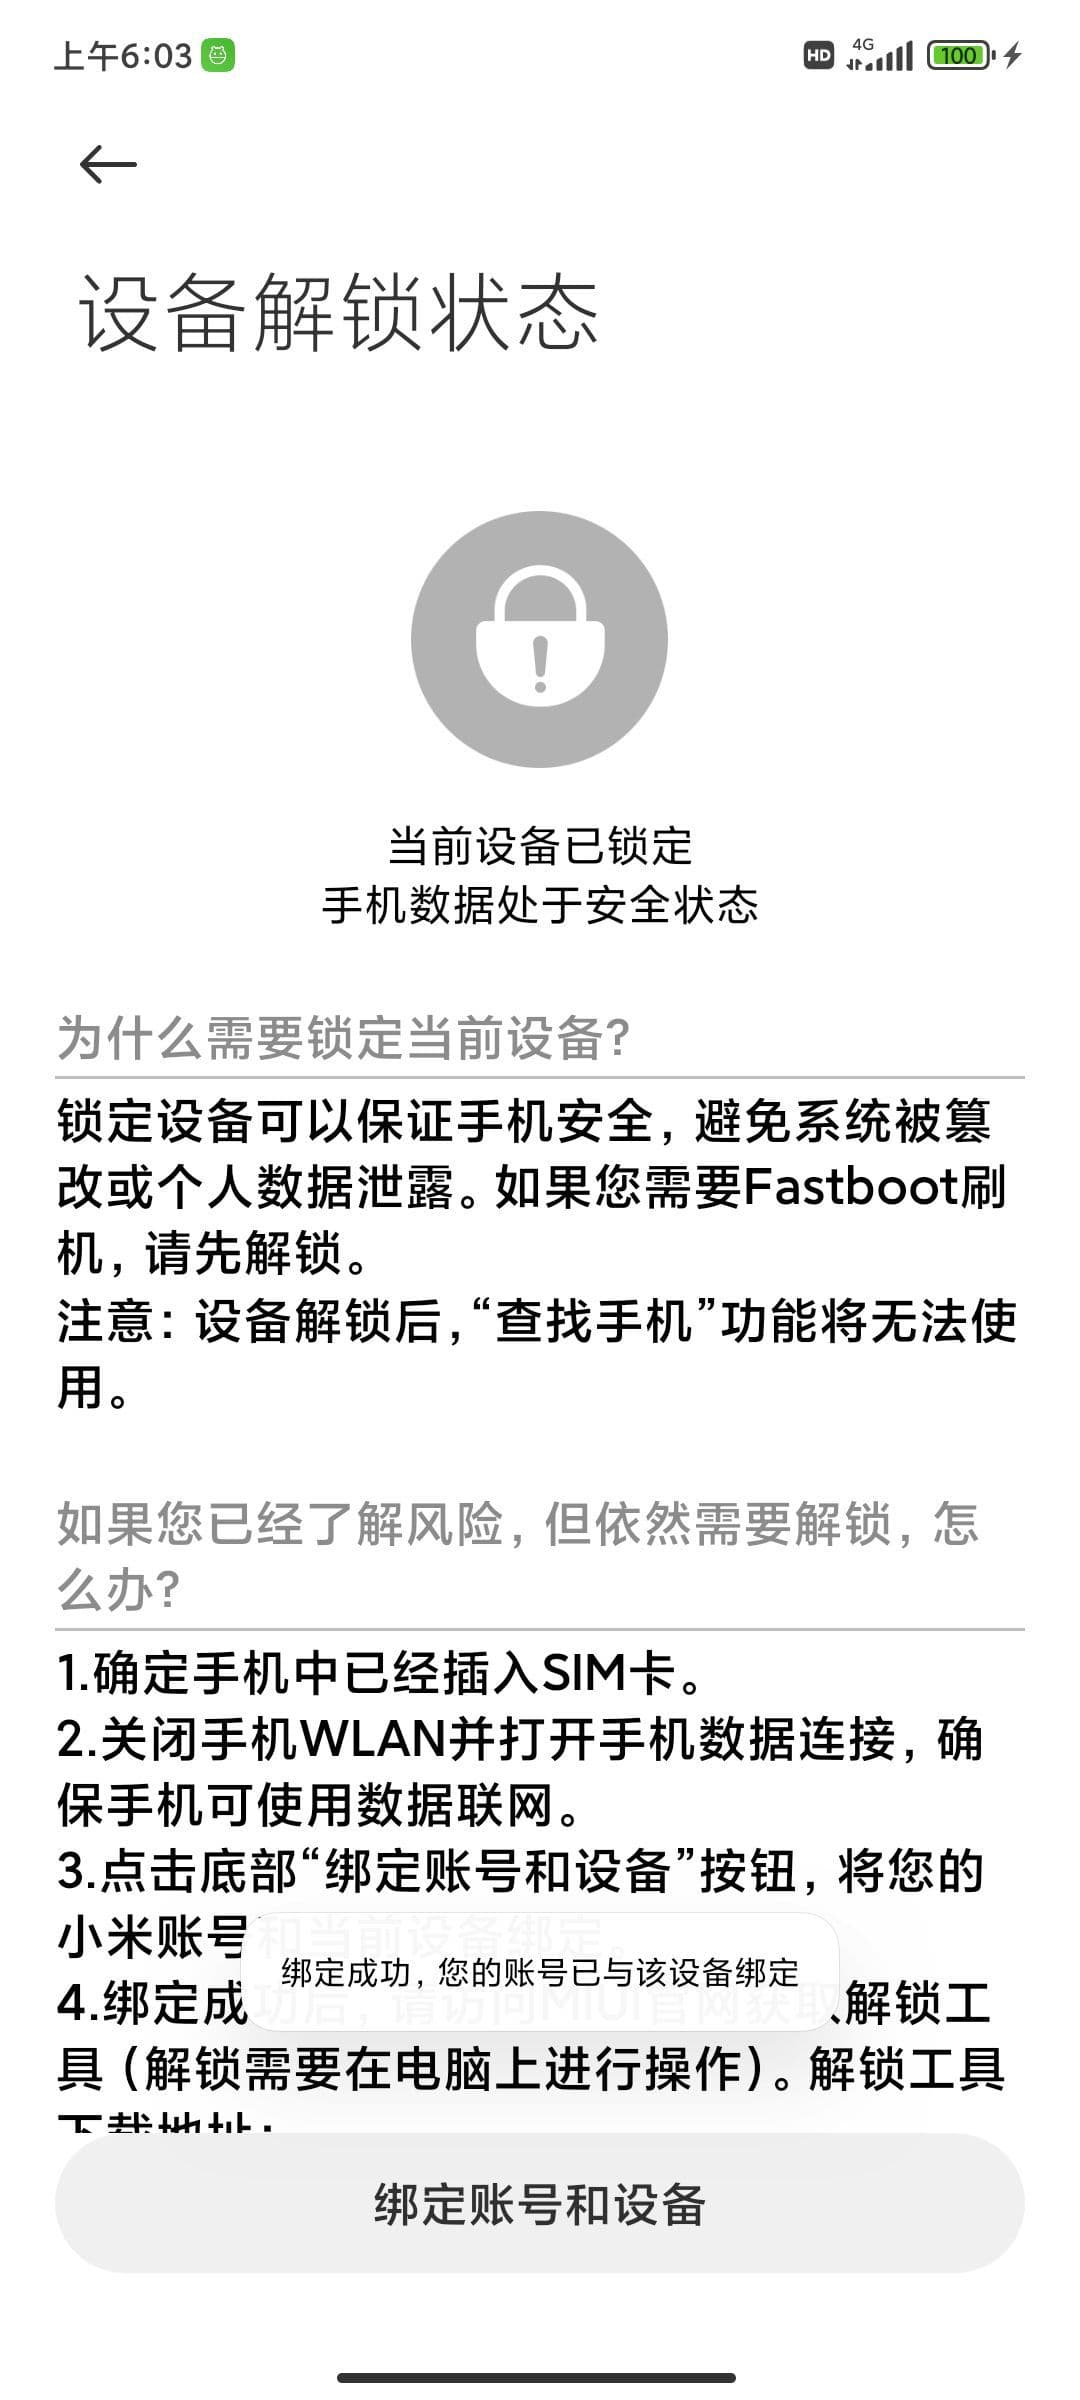 上午6:03
HD 4G 100
设备解锁状态
当前设备已锁定
手机数据处于安全状态
为什么需要锁定当前设备?
锁定设备可以保证手机安全，避免系统被篡
改或个人数据泄露。如果您需要Fastboot刷
机，请先解锁。
注意：设备解锁后，“查找手机”功能将无法使
用。
如果您已经了解风险，但依然需要解锁，怎
么办?
1.确定手机中已经插入SIM卡。
2.关闭手机WLAN并打开手机数据连接，确
保手机可使用数据联网。
3.点击底部“绑定账号和设备”按钮，将您的
小米账号和当前设备绑定。
绑定成功，您的账号已与该设备绑定
4.绑定成功后，请访问MIUI官网获取解锁工
具（解锁需要在电脑上进行操作）。解锁工具
下载地址：
绑定账号和设备